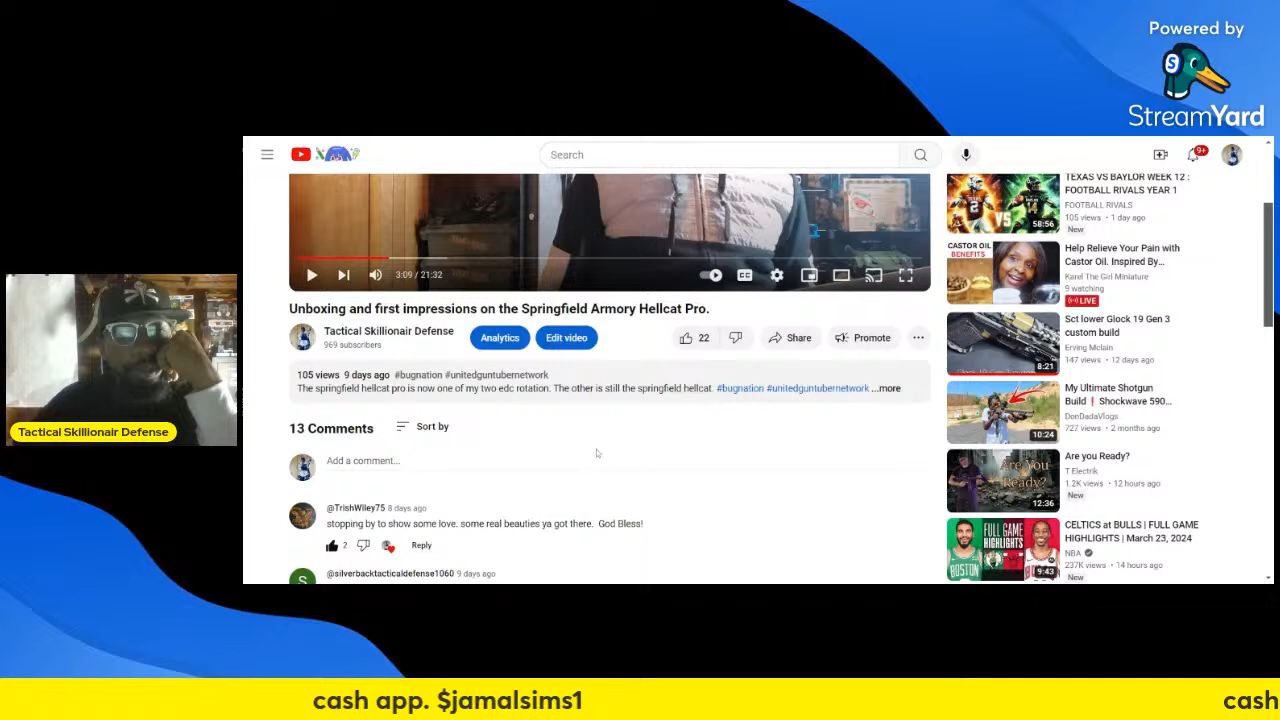 Powered by
StreamYard
Search
9+
TEXAS VS BAYLOR WEEK 12 :
FOOTBALL RIVALS YEAR 1
FOOTBALL RIVALS
105 views • 1 day ago
New
VS
58:56
CASTOR OIL
BENEFITS
Help Relieve Your Pain with
Castor Oil. Inspired By...
Karel The Girl Miniature
9 watching
LIVE
3:09 / 21:32
Unboxing and first impressions on the Springfield Armory Hellcat Pro.
Tactical Skillionair Defense
969 subscribers
Analytics
Edit video
22
Share
Promote
Sct lower Glock 19 Gen 3
custom build
Erving Mclain
147 views • 12 days ago
8:21
105 views 9 days ago #bugnation #unitedguntubernetwork
The springfield hellcat pro is now one of my two edc rotation. The other is still the springfield hellcat. #bugnation #unitedguntubernetwork ...more
My Ultimate Shotgun
Build❗Shockwave 590...
DonDadaVlogs
727 views • 2 months ago
10:24
13 Comments
Sort by
Add a comment...
Are you Ready?
T Electrik
1.2K views • 12 hours ago
New
Are You
Ready?
12:36
@TrishWiley75 8 days ago
stopping by to show some love. some real beauties ya got there. God Bless!
2
Reply
CELTICS at BULLS | FULL GAME
HIGHLIGHTS | March 23, 2024
NBA
237K views • 14 hours ago
New
FULL GAME
HIGHLIGHTS
BOSTON
9:43
S
@silverbacktacticaldefense1060 9 days ago
Tactical Skillionair Defense
cash app. $jamalsims1
cash